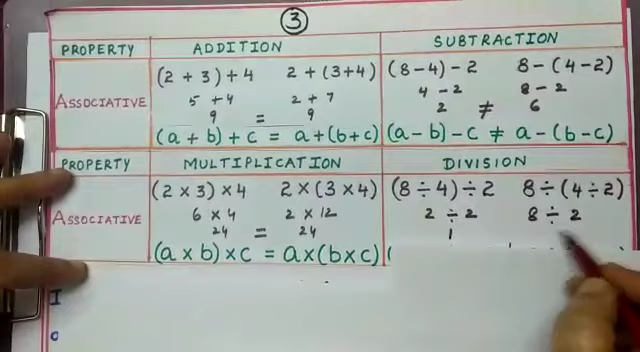 3
PROPERTY ADDITION SUBTRACTION
ASSOCIATIVE
(2 + 3) + 4 2 + (3 + 4) (8 - 4) - 2 8 - (4 - 2)
5 + 4 2 + 7 4 - 2 8 - 2
9 = 9 2 ≠ 6
(a + b) + c = a + (b + c) (a - b) - c ≠ a - (b - c)
PROPERTY MULTIPLICATION DIVISION
ASSOCIATIVE
(2 × 3) × 4 2 × (3 × 4) (8 ÷ 4) ÷ 2 8 ÷ (4 ÷ 2)
6 × 4 2 × 12 2 ÷ 2 8 ÷ 2
24 = 24 1
(a × b) × c = a × (b × c) (
I